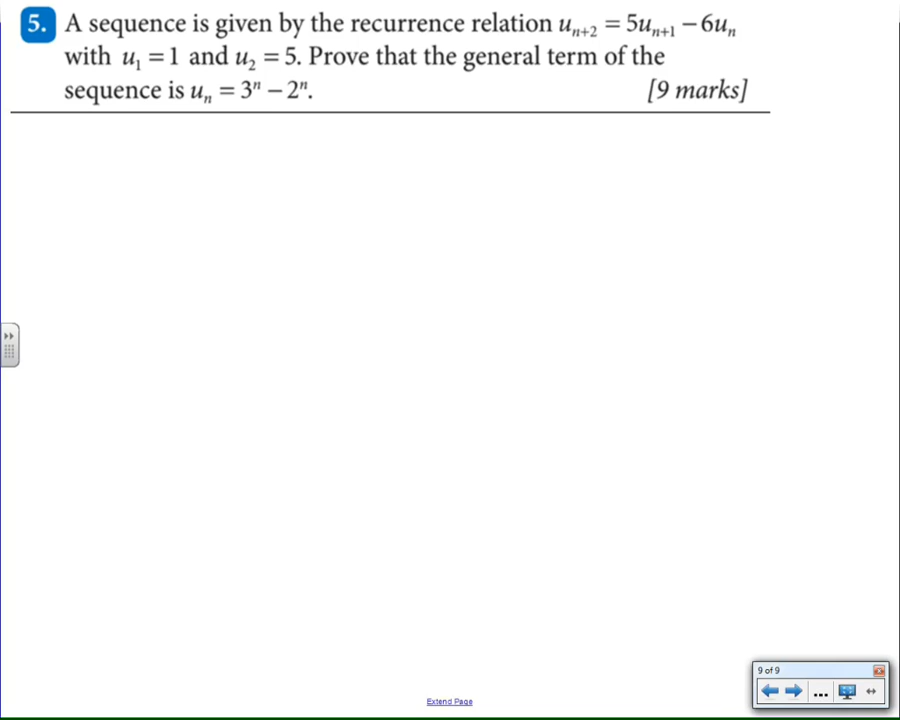 5. A sequence is given by the recurrence relation uₙ₊₂ = 5uₙ₊₁ − 6uₙ
with u₁ = 1 and u₂ = 5. Prove that the general term of the
sequence is uₙ = 3ⁿ − 2ⁿ. [9 marks]
9 of 9
...
Extend Page